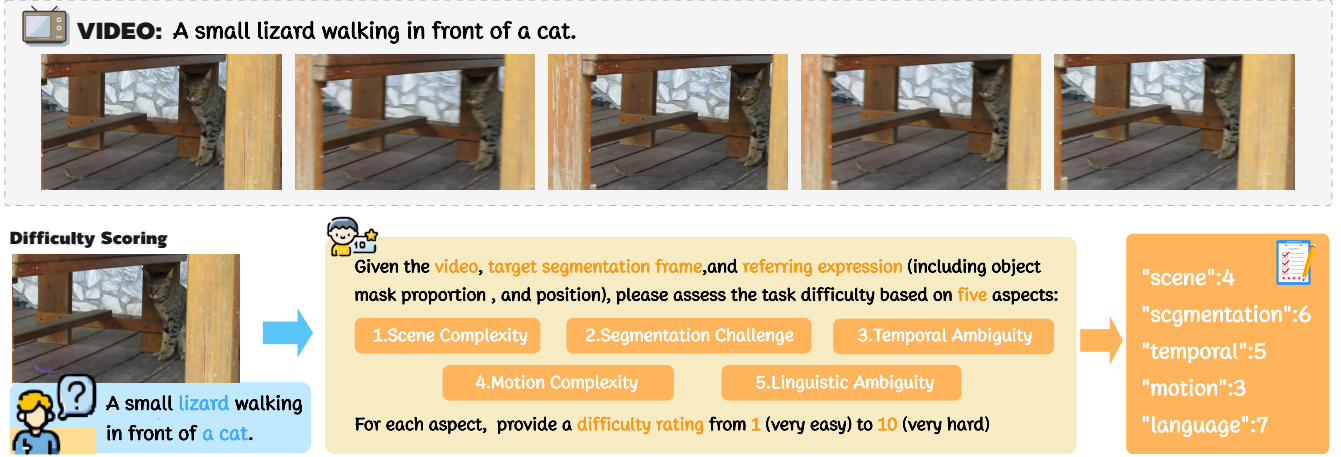 VIDEO: A small lizard walking in front of a cat.
Difficulty Scoring
A small lizard walking
in front of a cat.
10
Given the video, target segmentation frame,and referring expression (including object
mask proportion , and position), please assess the task difficulty based on five aspects:
1.Scene Complexity
2.Segmentation Challenge
3.Temporal Ambiguity
4.Motion Complexity
5.Linguistic Ambiguity
For each aspect, provide a difficulty rating from 1 (very easy) to 10 (very hard)
"scene":4
"scgmentation":6
"temporal":5
"motion":3
"language":7